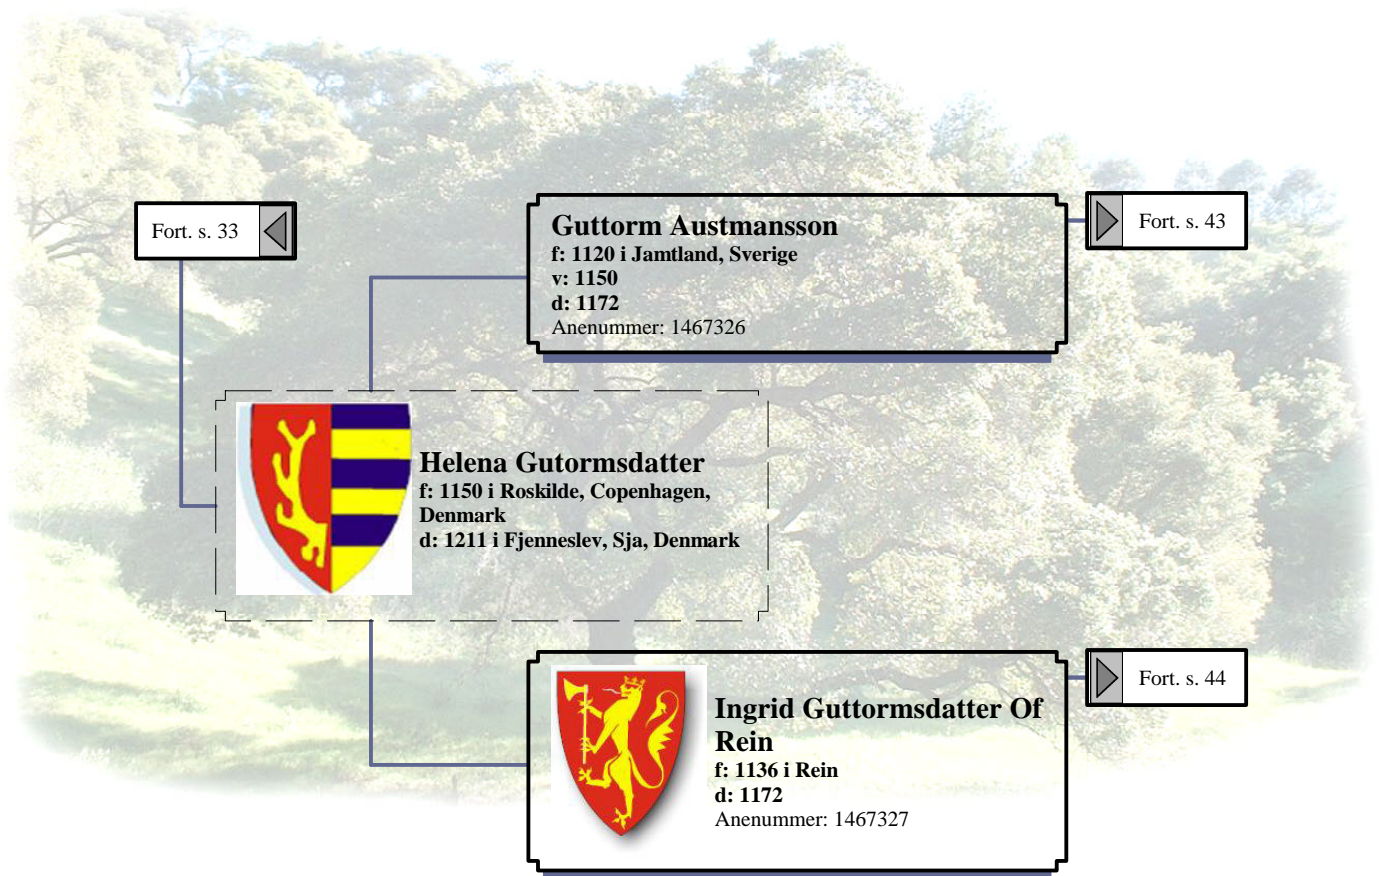 Fort. s. 33
Guttorm Austmansson
f: 1120 i Jamtland, Sverige
v: 1150
d: 1172
Anenummer: 1467326
Fort. s. 43
Helena Gutormsdatter
f: 1150 i Roskilde, Copenhagen,
Denmark
d: 1211 i Fjenneslev, Sja, Denmark
Ingrid Guttormsdatter Of
Rein
f: 1136 i Rein
d: 1172
Anenummer: 1467327
Fort. s. 44